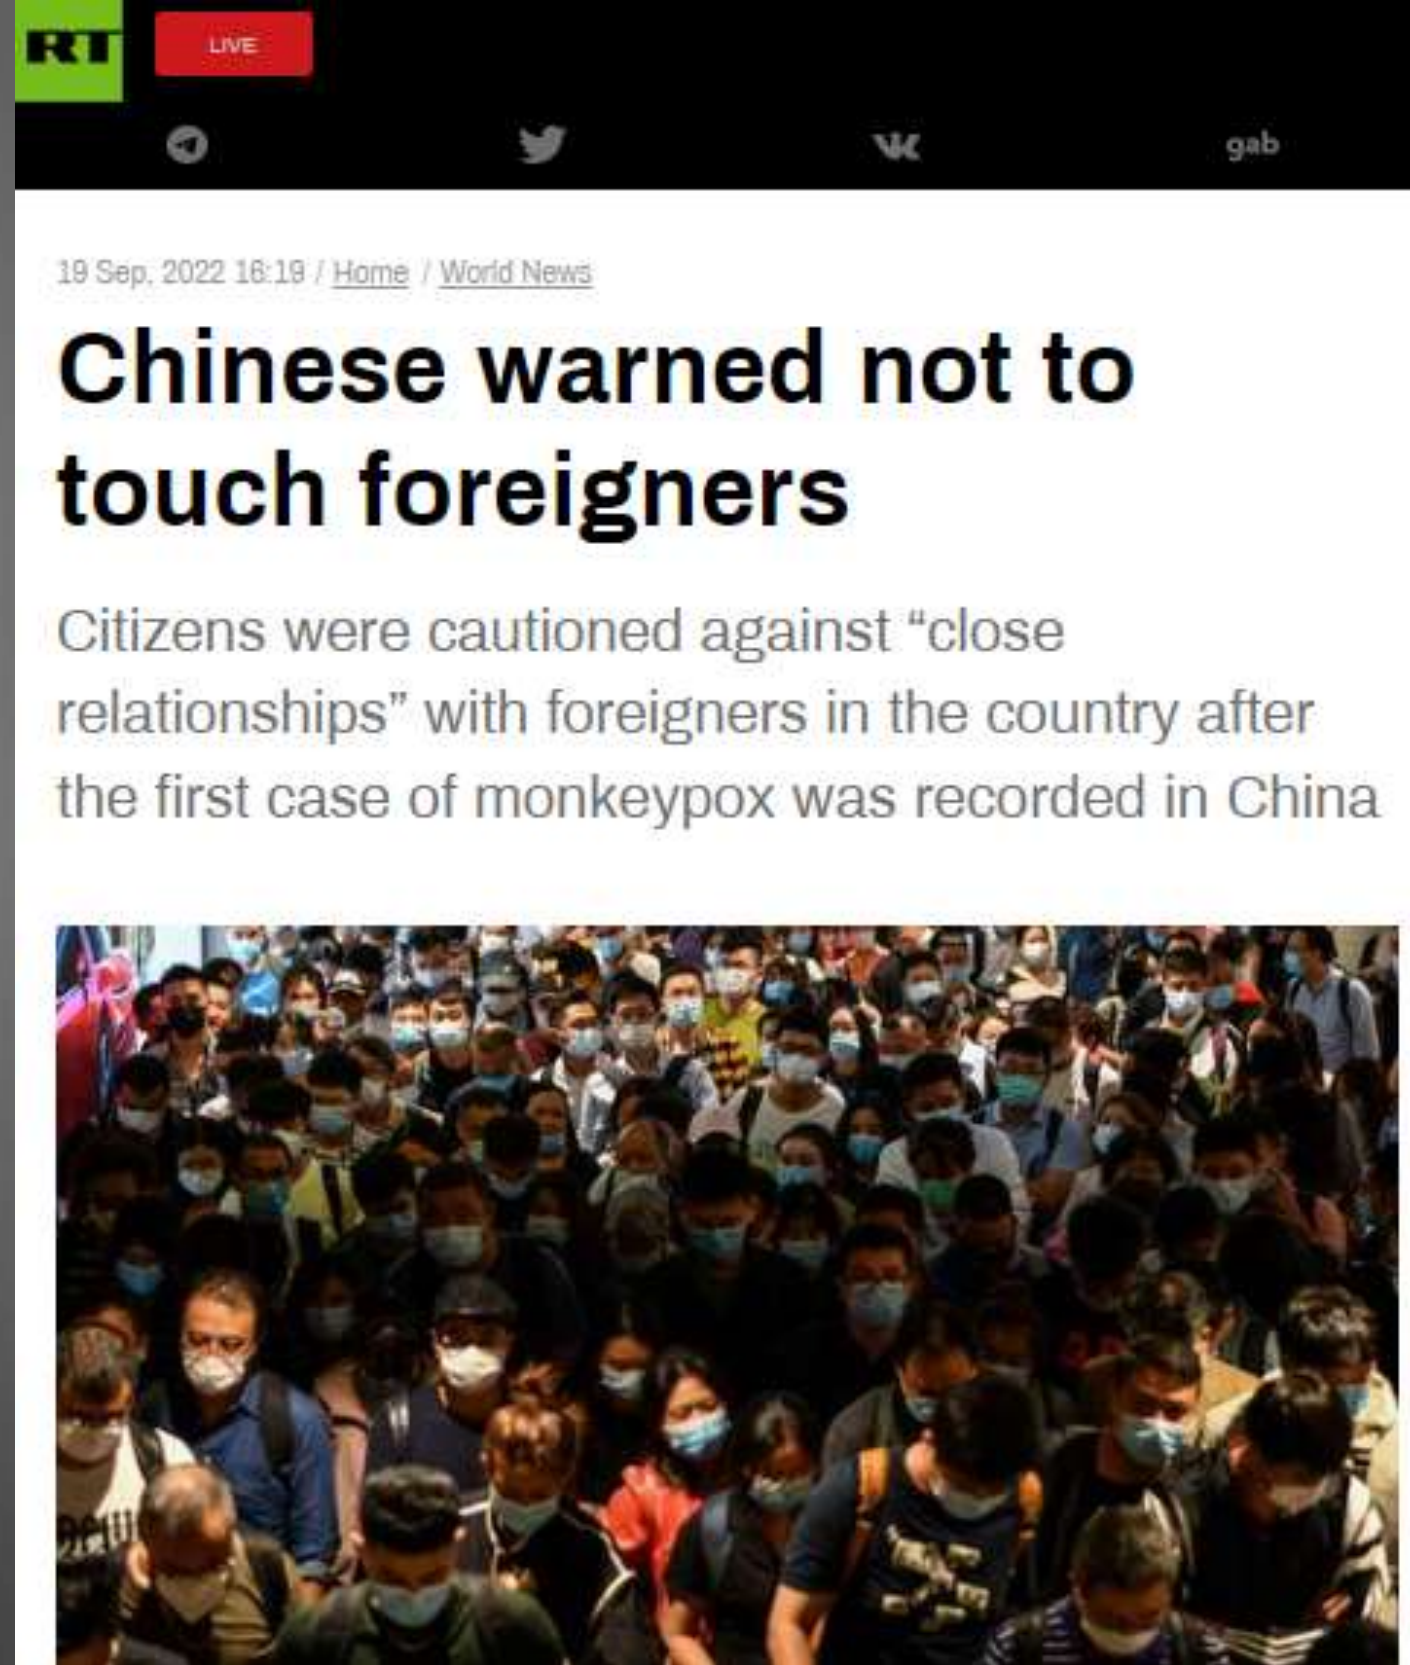 RT
LIVE
gab
19 Sep, 2022 16:19 / Home / World News
Chinese warned not to
touch foreigners
Citizens were cautioned against “close
relationships” with foreigners in the country after
the first case of monkeypox was recorded in China